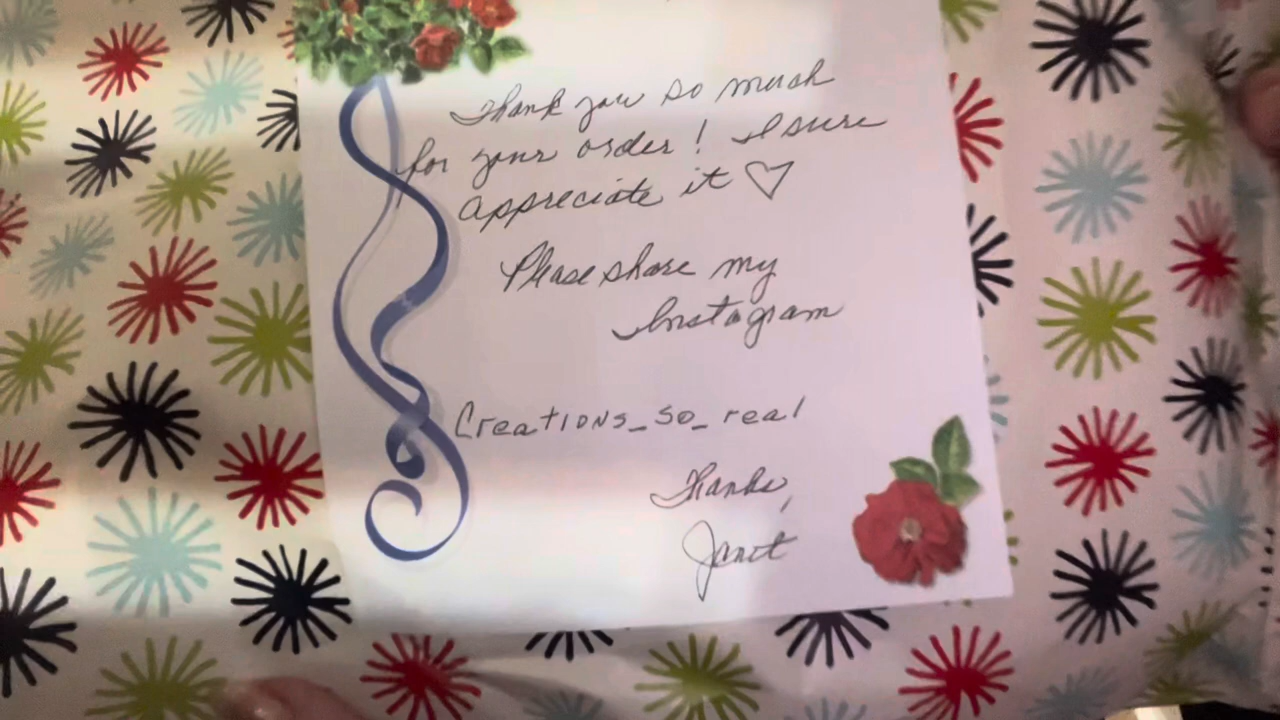 Thank you so much
for your order! I sure
appreciate it ♡
Please share my
Instagram
Creations_so_real
Thanks,
Janet